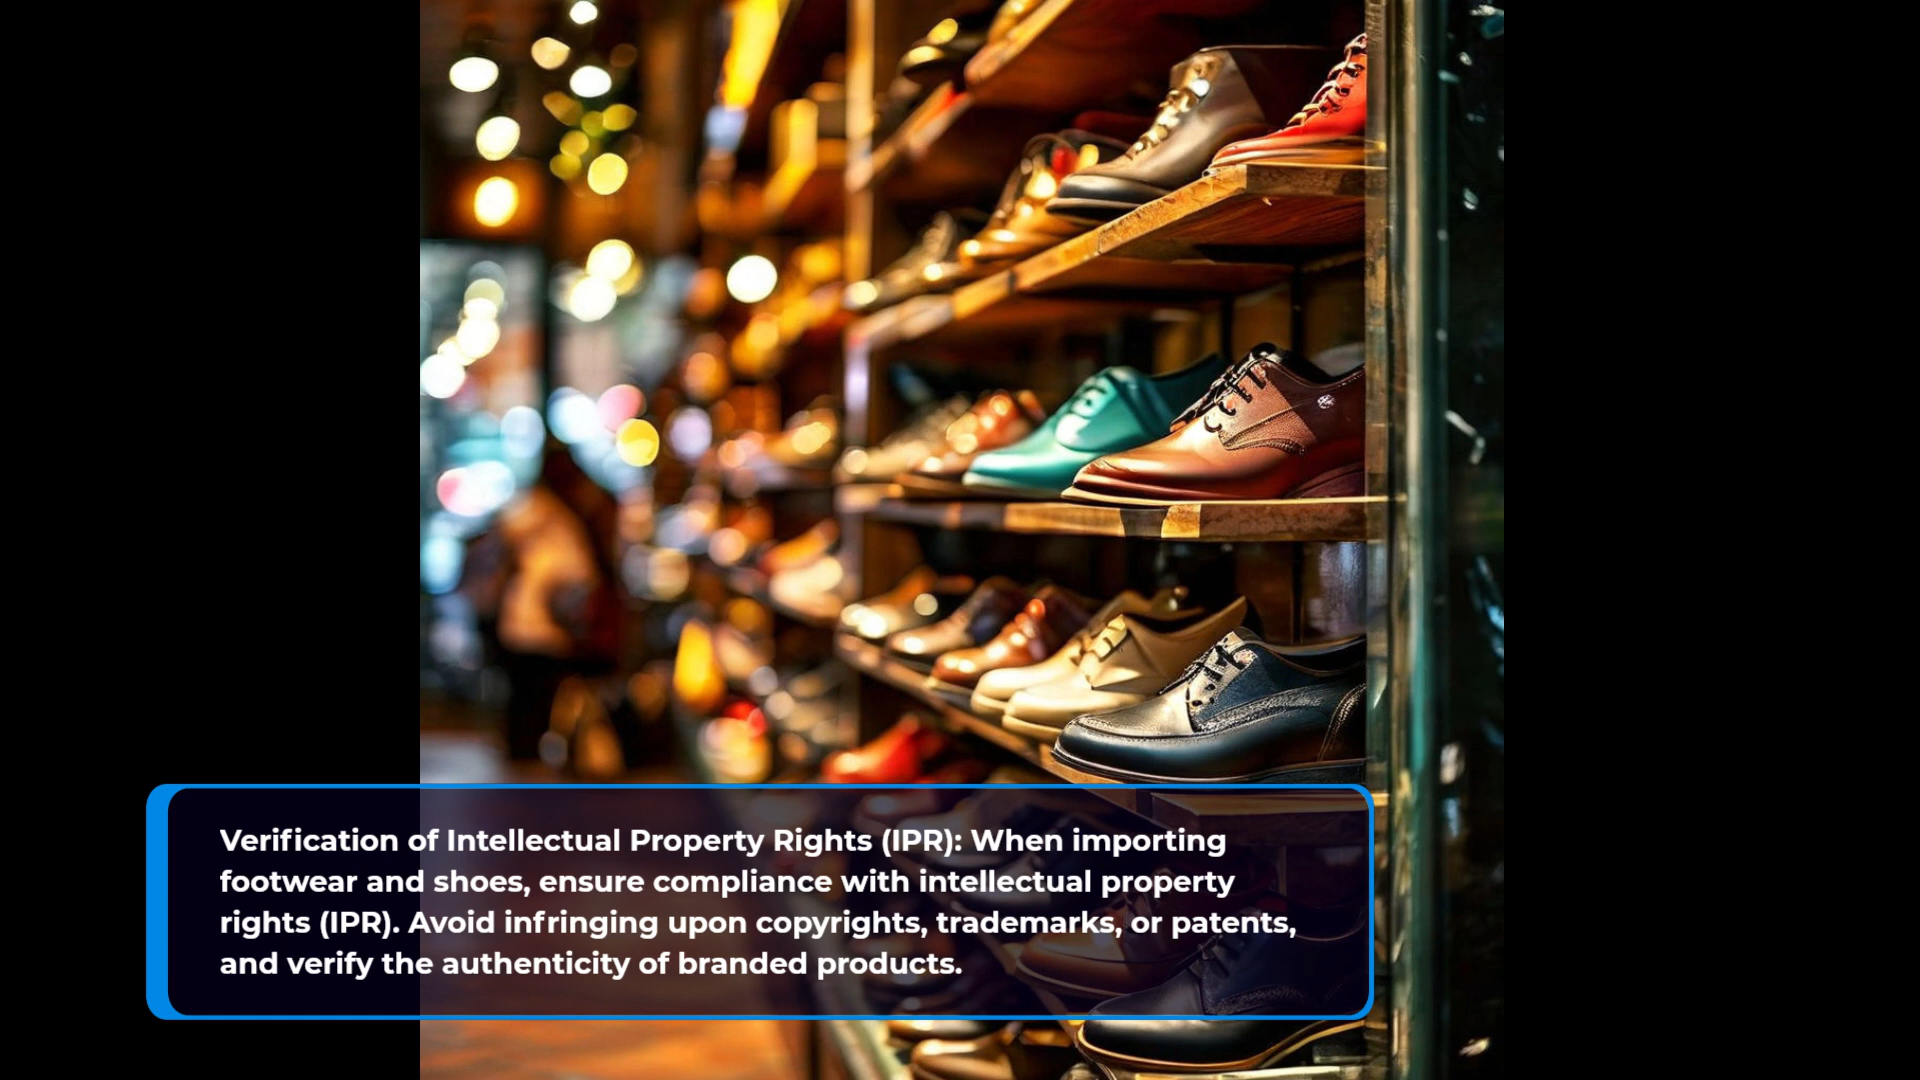 Verification of Intellectual Property Rights (IPR): When importing
footwear and shoes, ensure compliance with intellectual property
rights (IPR). Avoid infringing upon copyrights, trademarks, or patents,
and verify the authenticity of branded products.